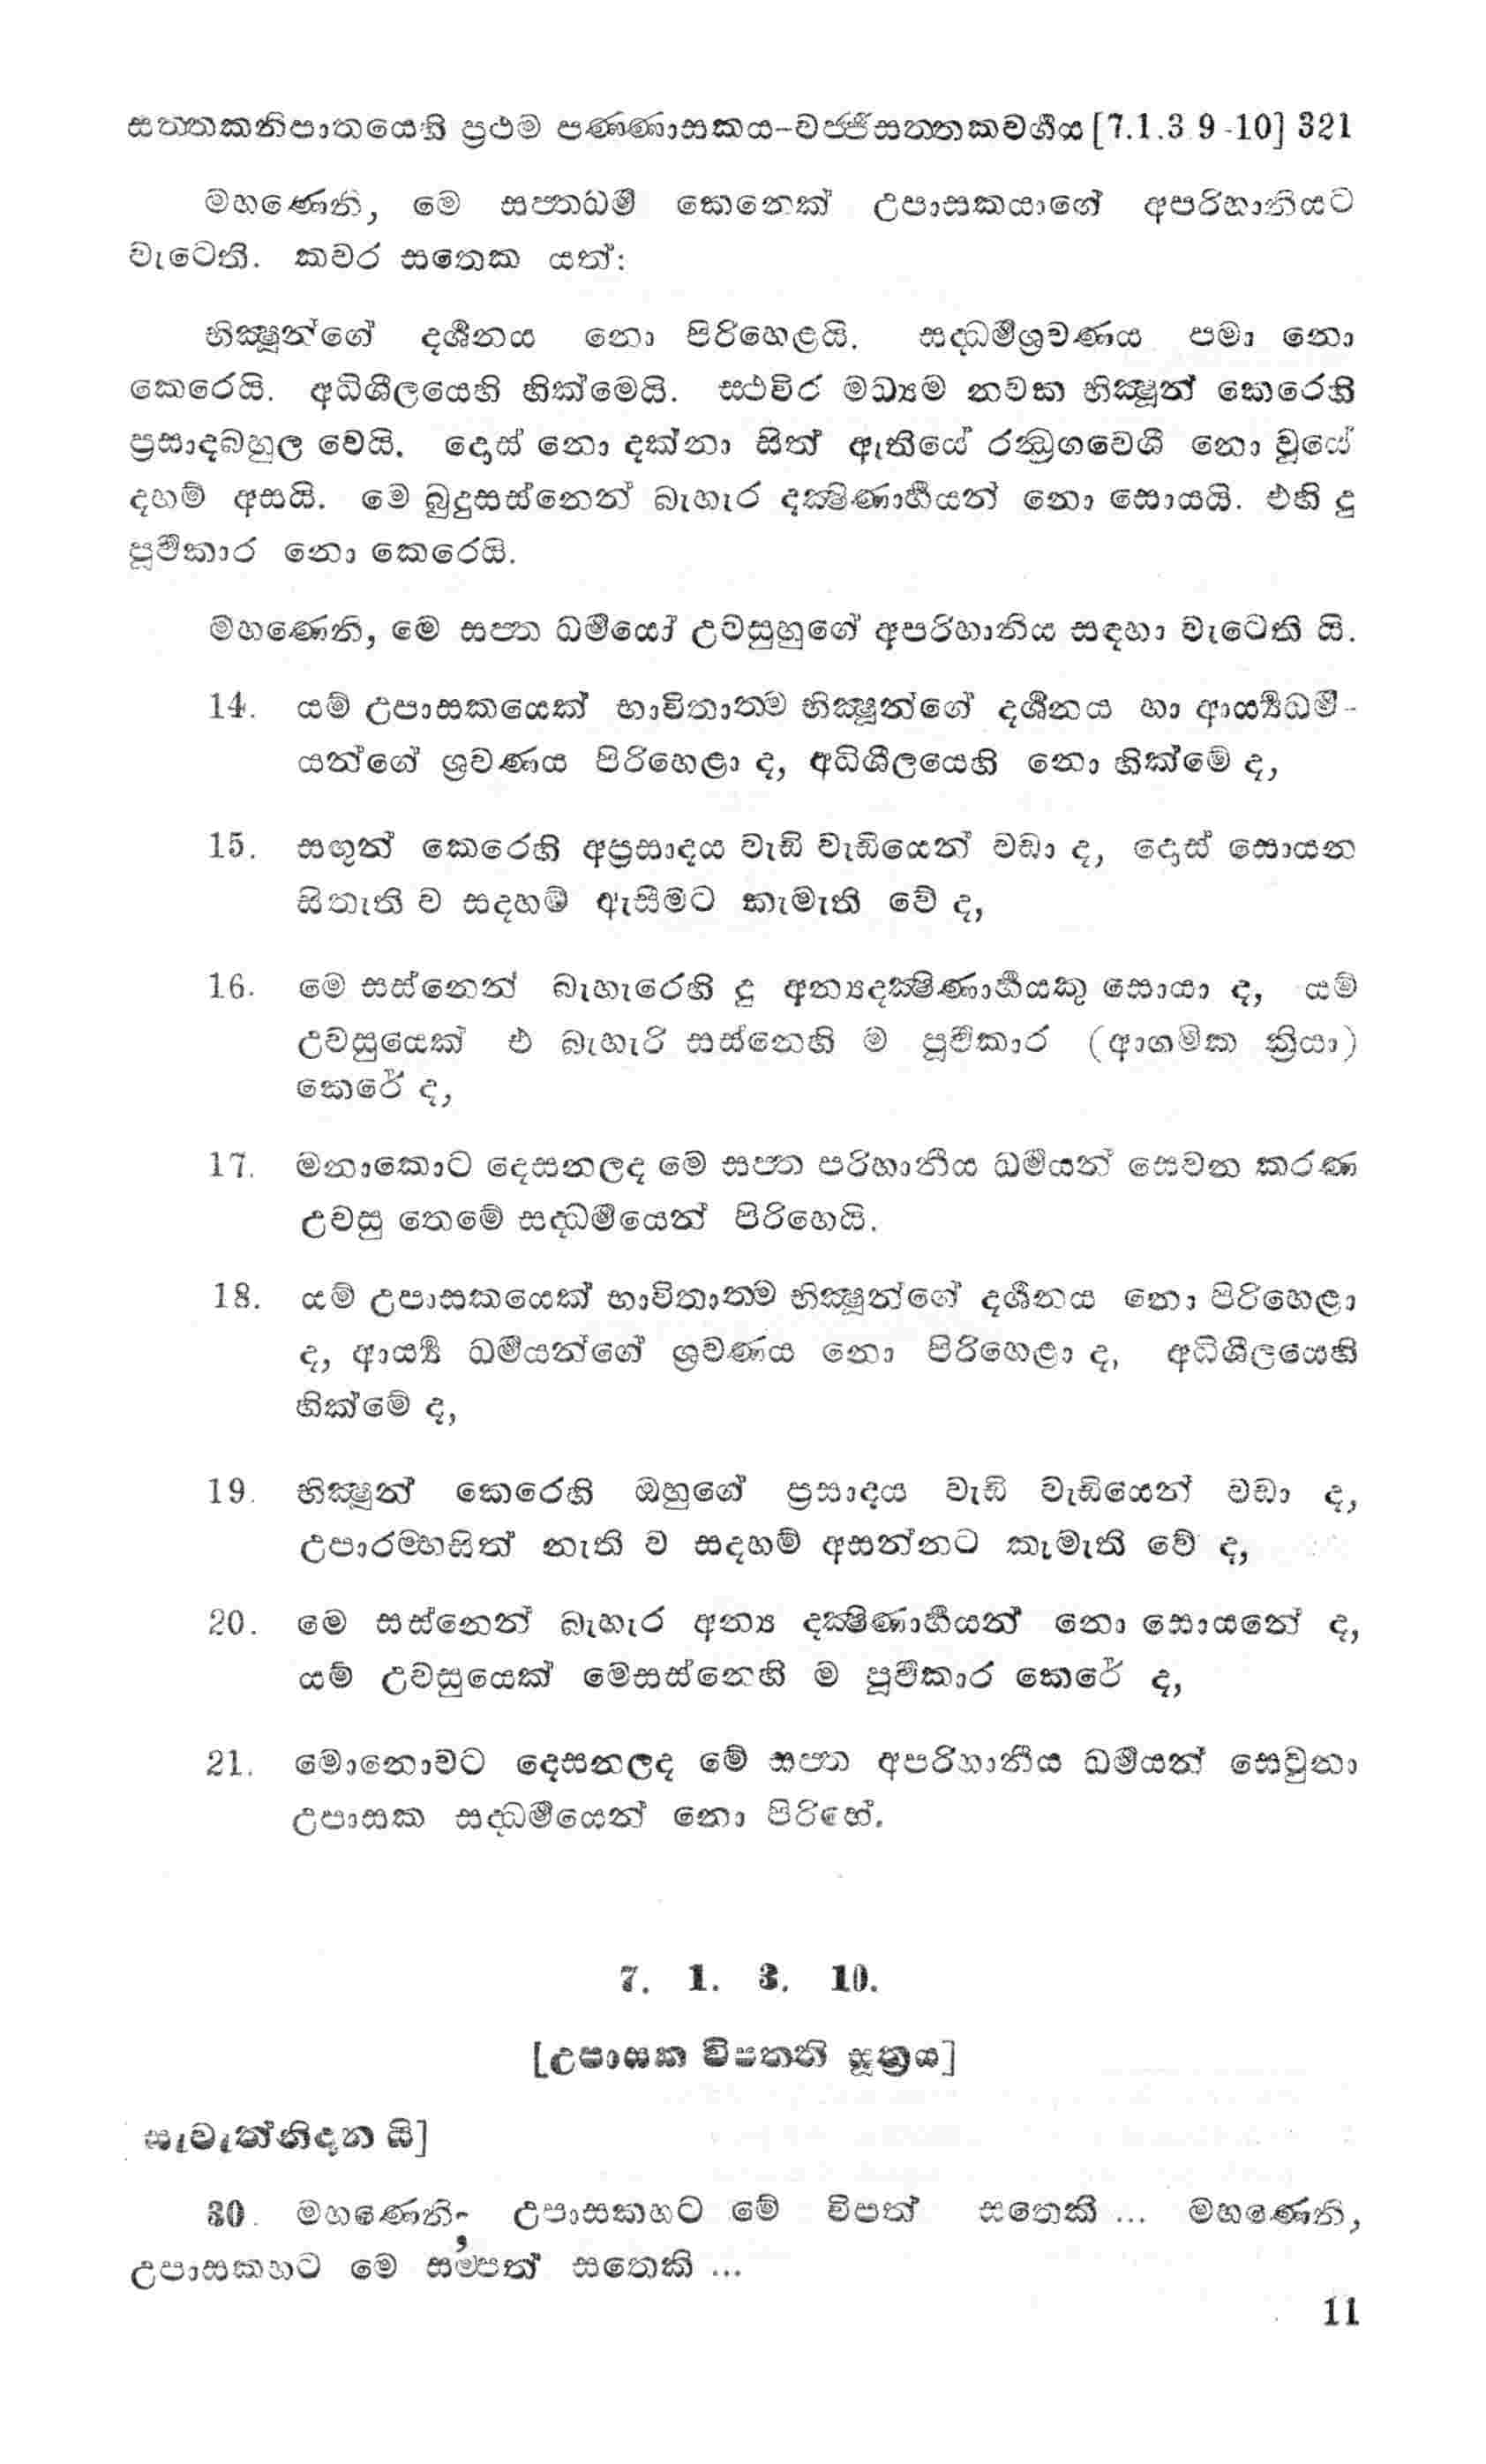 සත්තකනිපාතයෙහි ප්‍රථම පණ්ණාසකය-වජ්ජිසත්තකවර්ගය [7.1.3.9-10] 321
මහණෙනි, මෙ සප්තධර්ම කෙනෙක් උපාසකයාගේ අපරිහානියට
වැටෙති. කවර සතෙක යත්:
භික්‍ෂූන්ගේ දර්ශනය නො පිරිහෙළයි. සද්ධර්මශ්‍රවණය පමා නො
කෙරෙයි. අධිශීලයෙහි හික්මෙයි. ස්ථවිර මධ්‍යම නවක භික්‍ෂූන් කෙරෙහි
ප්‍රසාදබහුල වෙයි. දොස් නො දක්නා සිත් ඇතියේ රන්‍ධ්‍රගවෙශී නො වූයේ
දහම් අසයි. මෙ බුදුසස්නෙන් බැහැර දක්‍ෂිණාර්හයන් නො සොයයි. එහි දු
පූර්වකාර නො කෙරෙයි.
මහණෙනි, මෙ සප්ත ධර්මයෝ උවසුහුගේ අපරිහානිය සඳහා වැටෙති යි.
14. යම් උපාසකයෙක් භාවිතාත්ම භික්‍ෂූන්ගේ දර්ශනය හා ආර්‍ය්‍යධර්ම-
යන්ගේ ශ්‍රවණය පිරිහෙළා ද, අධිශීලයෙහි නො හික්මේ ද,
15. සඟුන් කෙරෙහි අප්‍රසාදය වැඩි වැඩියෙන් වඩා ද, දොස් සොයන
සිතැති ව සදහම් ඇසීමට කැමැති වේ ද,
16. මෙ සස්නෙන් බැහැරෙහි දු අන්‍යදක්‍ෂිණාර්හයකු සොයා ද, යම්
උවසුයෙක් එ බැහැරි සස්නෙහි ම පූර්වකාර (ආගමික ක්‍රියා)
කෙරේ ද,
17. මනාකොට දෙසනලද මෙ සප්ත පරිහානීය ධර්මයන් සෙවන කරණ
උවසු තෙමේ සද්ධර්මයෙන් පිරිහෙයි.
18. යම් උපාසකයෙක් භාවිතාත්ම භික්‍ෂූන්ගේ දර්ශනය නො පිරිහෙළා
ද, ආර්‍ය්‍ය ධර්මයන්ගේ ශ්‍රවණය නො පිරිහෙළා ද, අධිශීලයෙහි
හික්මේ ද,
19. භික්‍ෂූන් කෙරෙහි ඔහුගේ ප්‍රසාදය වැඩි වැඩියෙන් වඩා ද,
උපාරම්භසිත් නැති ව සදහම් අසන්නට කැමැති වේ ද,
20. මෙ සස්නෙන් බැහැර අන්‍ය දක්‍ෂිණාර්හයන් නො සොයනේ ද,
යම් උවසුයෙක් මෙසස්නෙහි ම පූර්වකාර කෙරේ ද,
21. මොනොවට දෙසනලද මේ සප්ත අපරිහානීය ධර්මයන් සෙවුනා
උපාසක සද්ධර්මයෙන් නො පිරිහේ.
7. 1. 3. 10.
[උපාසක විපත්ති සූත්‍රය]
සැවැත්නිදාන යි]
30. මහණෙනි, උපාසකහට මේ විපත් සතෙකි ... මහණෙනි,
උපාසකහට මෙ සම්පත් සතෙකි ...
11